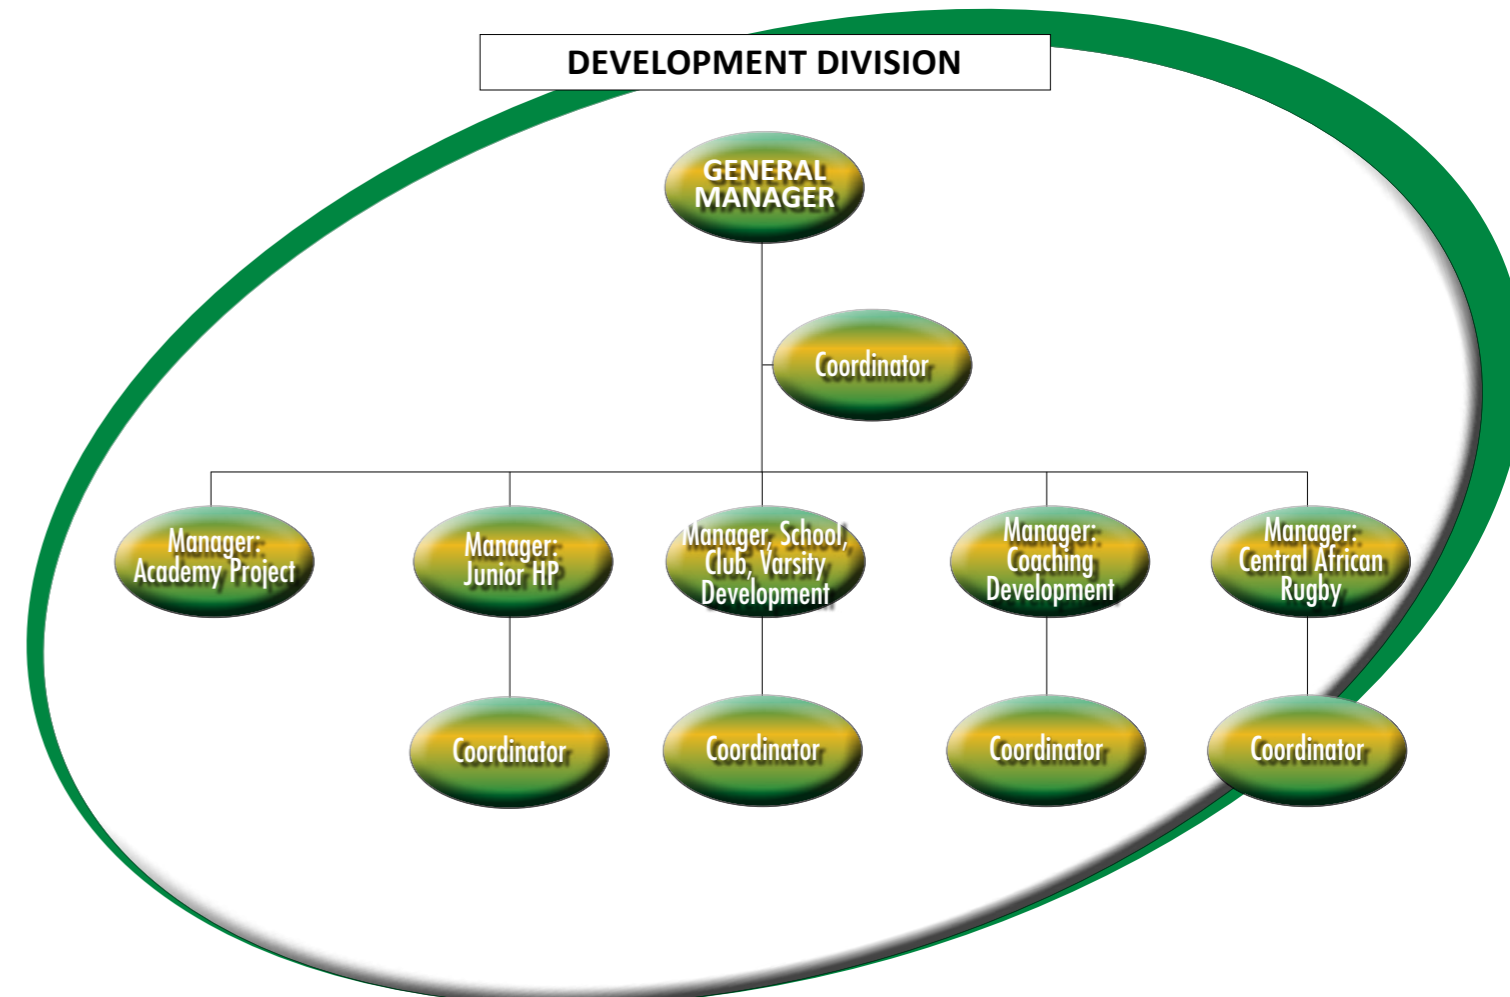 DEVELOPMENT DIVISION
GENERAL
MANAGER
Coordinator
Manager:
Academy Project
Manager:
Junior HP
Manager, School,
Club, Varsity
Development
Manager:
Coaching
Development
Manager:
Central African
Rugby
Coordinator
Coordinator
Coordinator
Coordinator